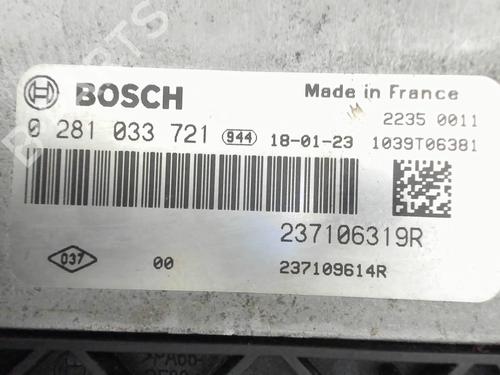 BOSCH
Made in France
0 281 033 721 944 18-01-23
2235 0011
1039T06381
237106319R
037 00 237109614R